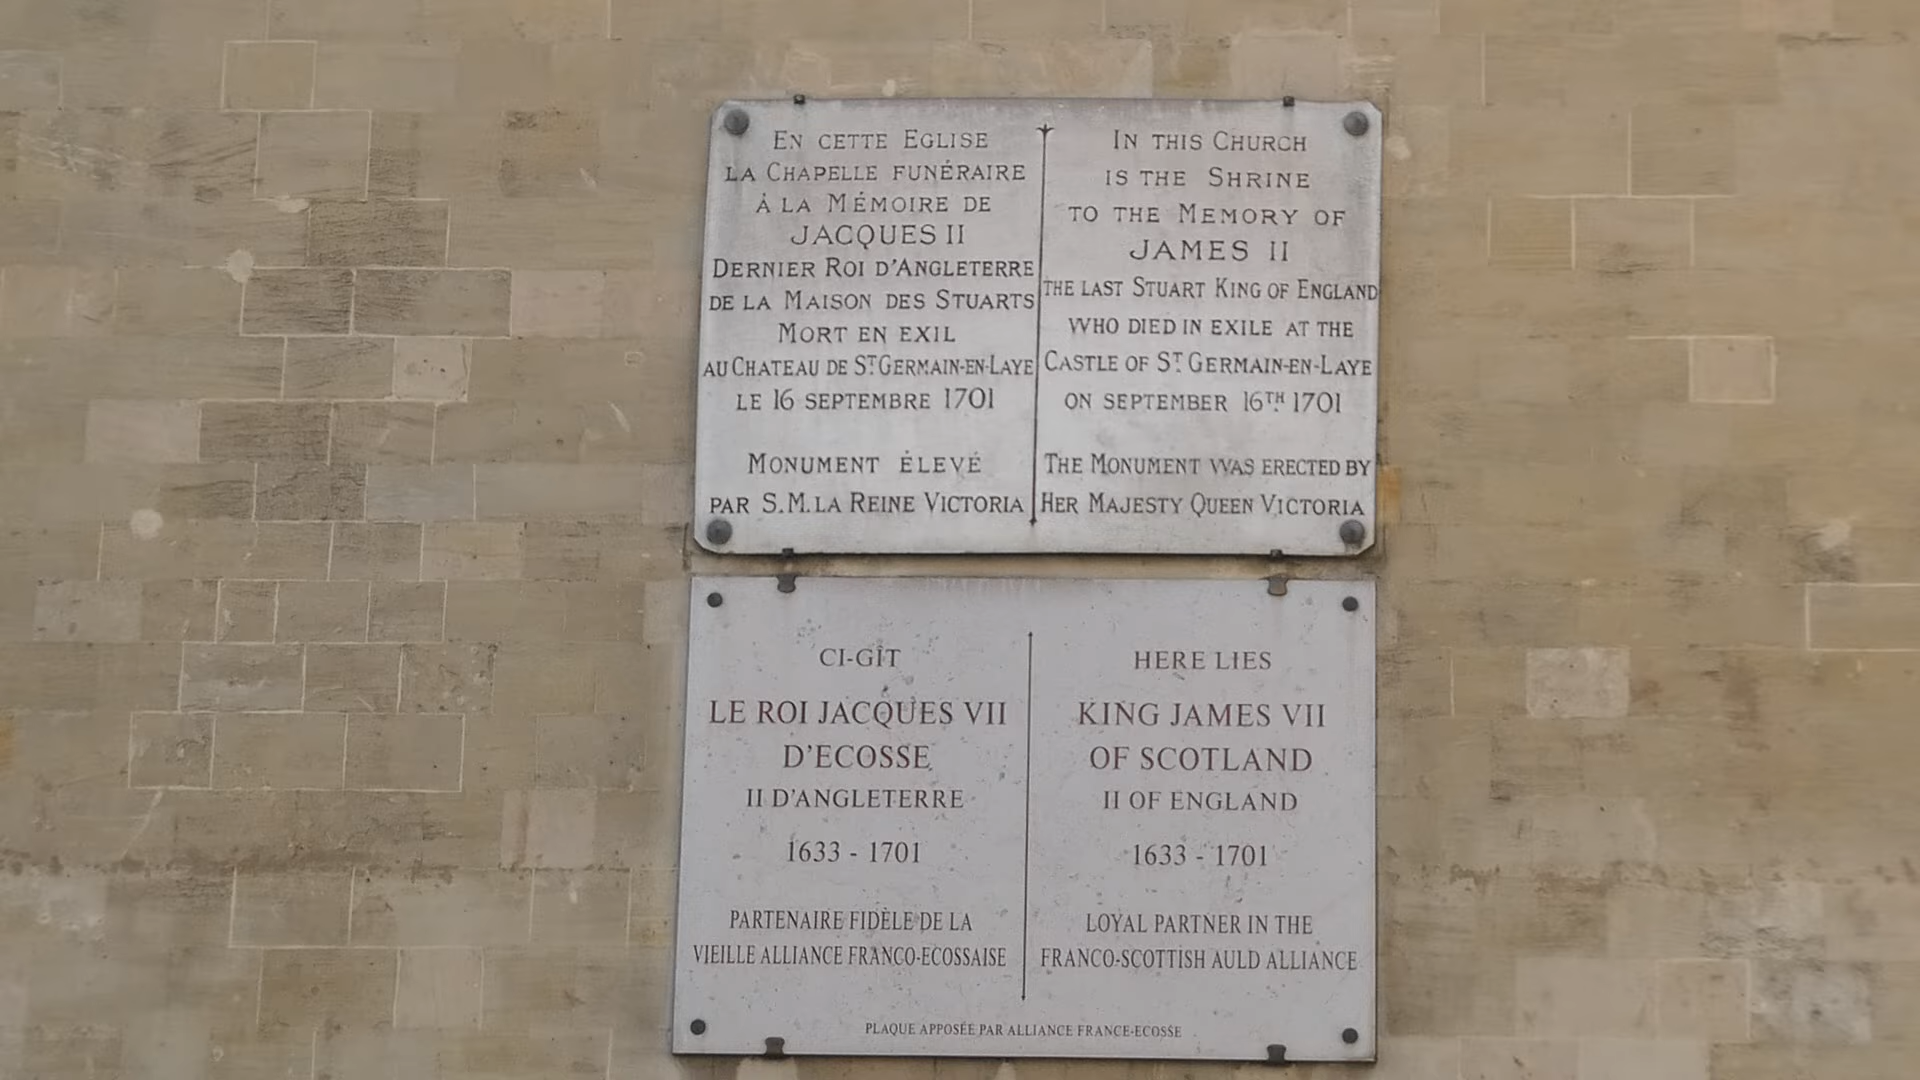 EN CETTE EGLISE
LA CHAPELLE FUNÉRAIRE
À LA MÉMOIRE DE
JACQUES II
DERNIER ROI D'ANGLETERRE
DE LA MAISON DES STUARTS
MORT EN EXIL
AU CHATEAU DE ST. GERMAIN-EN-LAYE
LE 16 SEPTEMBRE 1701
MONUMENT ÉLEVÉ
PAR S.M. LA REINE VICTORIA
IN THIS CHURCH
IS THE SHRINE
TO THE MEMORY OF
JAMES II
THE LAST STUART KING OF ENGLAND
WHO DIED IN EXILE AT THE
CASTLE OF ST. GERMAIN-EN-LAYE
ON SEPTEMBER 16TH. 1701
THE MONUMENT WAS ERECTED BY
HER MAJESTY QUEEN VICTORIA
CI-GÎT
LE ROI JACQUES VII
D'ECOSSE
II D'ANGLETERRE
1633 - 1701
PARTENAIRE FIDÈLE DE LA
VIEILLE ALLIANCE FRANCO-ECOSSAISE
HERE LIES
KING JAMES VII
OF SCOTLAND
II OF ENGLAND
1633 - 1701
LOYAL PARTNER IN THE
FRANCO-SCOTTISH AULD ALLIANCE
PLAQUE APPOSÉE PAR ALLIANCE FRANCE-ECOSSE